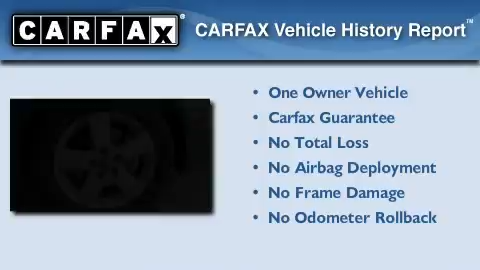 CARFAX® CARFAX Vehicle History Report™
• One Owner Vehicle
• Carfax Guarantee
• No Total Loss
• No Airbag Deployment
• No Frame Damage
• No Odometer Rollback